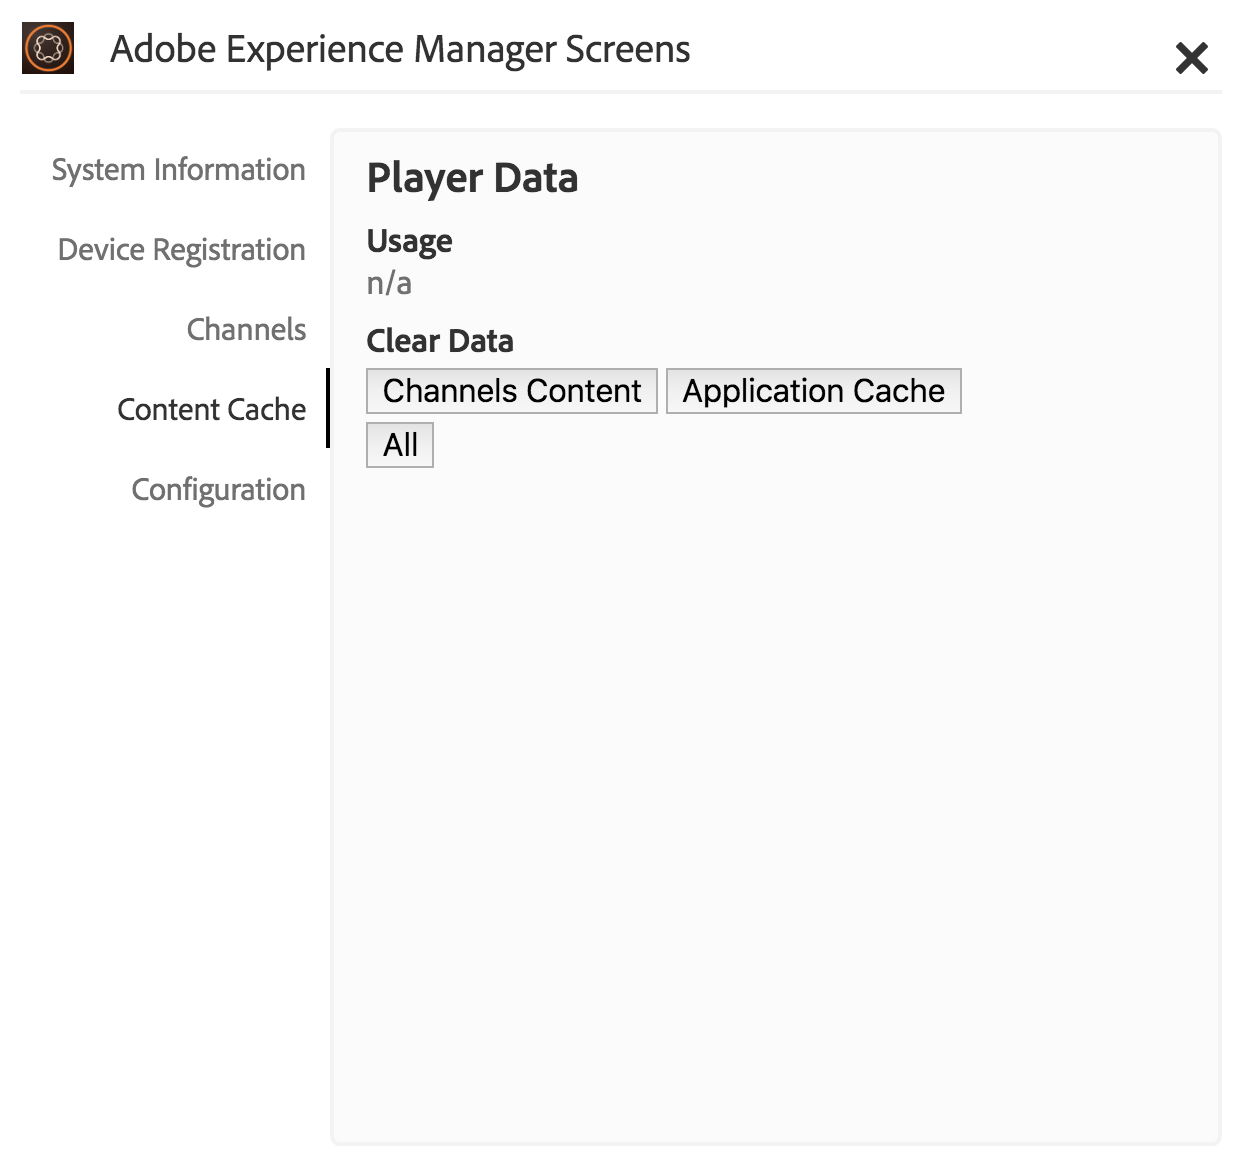 Adobe Experience Manager Screens
System Information
Device Registration
Channels
Content Cache
Configuration
Player Data
Usage
n/a
Clear Data
Channels Content Application Cache
All